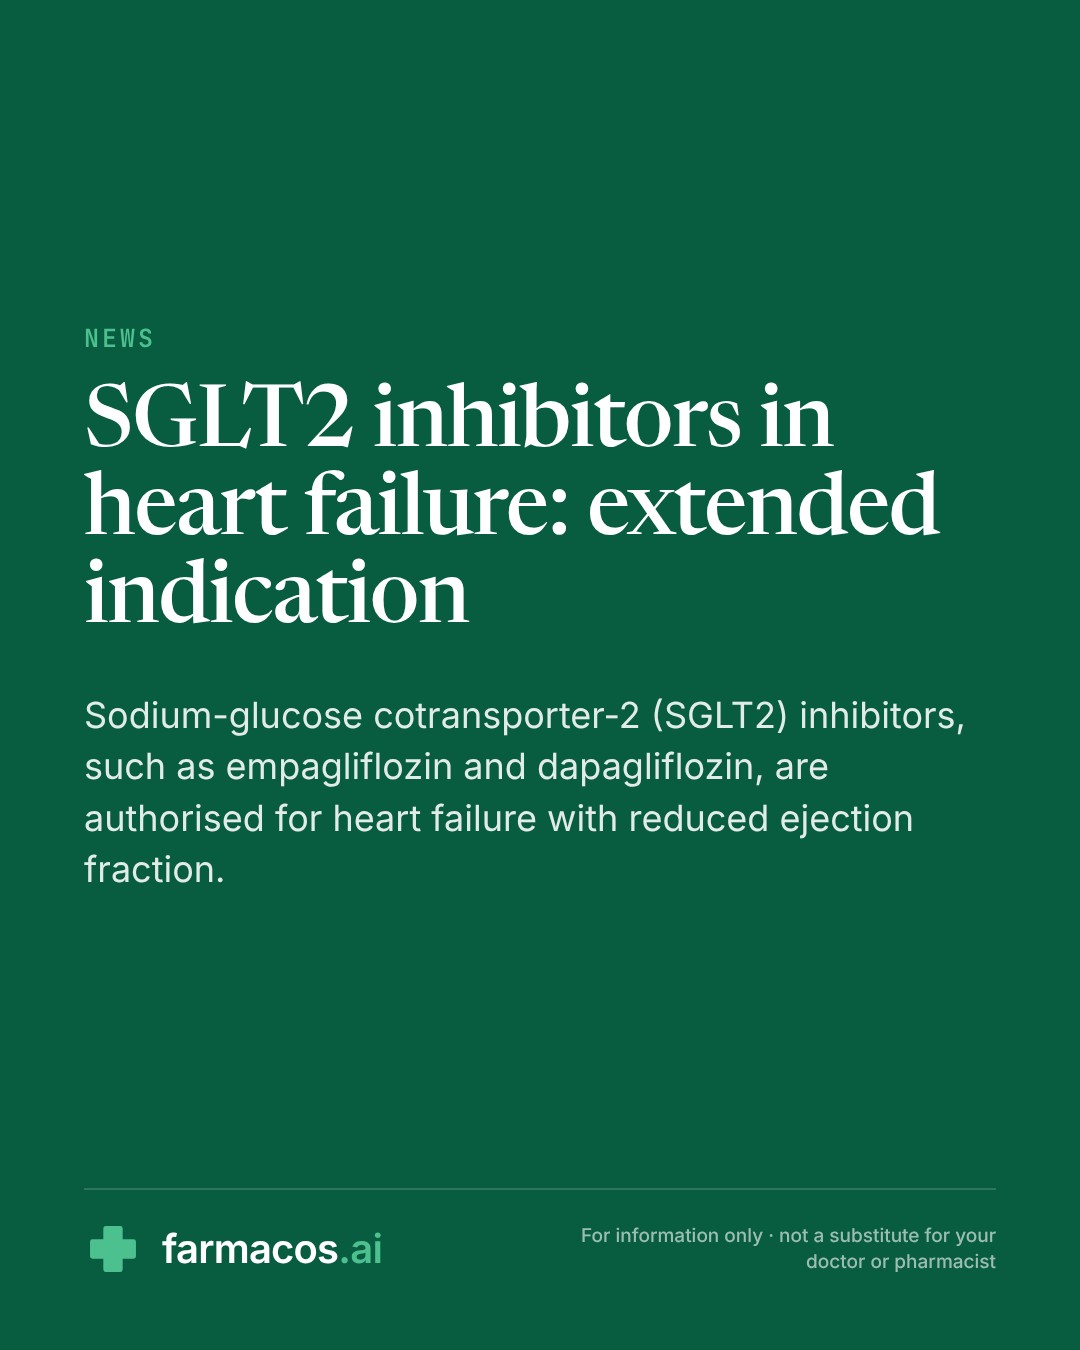 NEWS
SGLT2 inhibitors in
heart failure: extended
indication
Sodium-glucose cotransporter-2 (SGLT2) inhibitors,
such as empagliflozin and dapagliflozin, are
authorised for heart failure with reduced ejection
fraction.
farmacos.ai
For information only · not a substitute for your
doctor or pharmacist